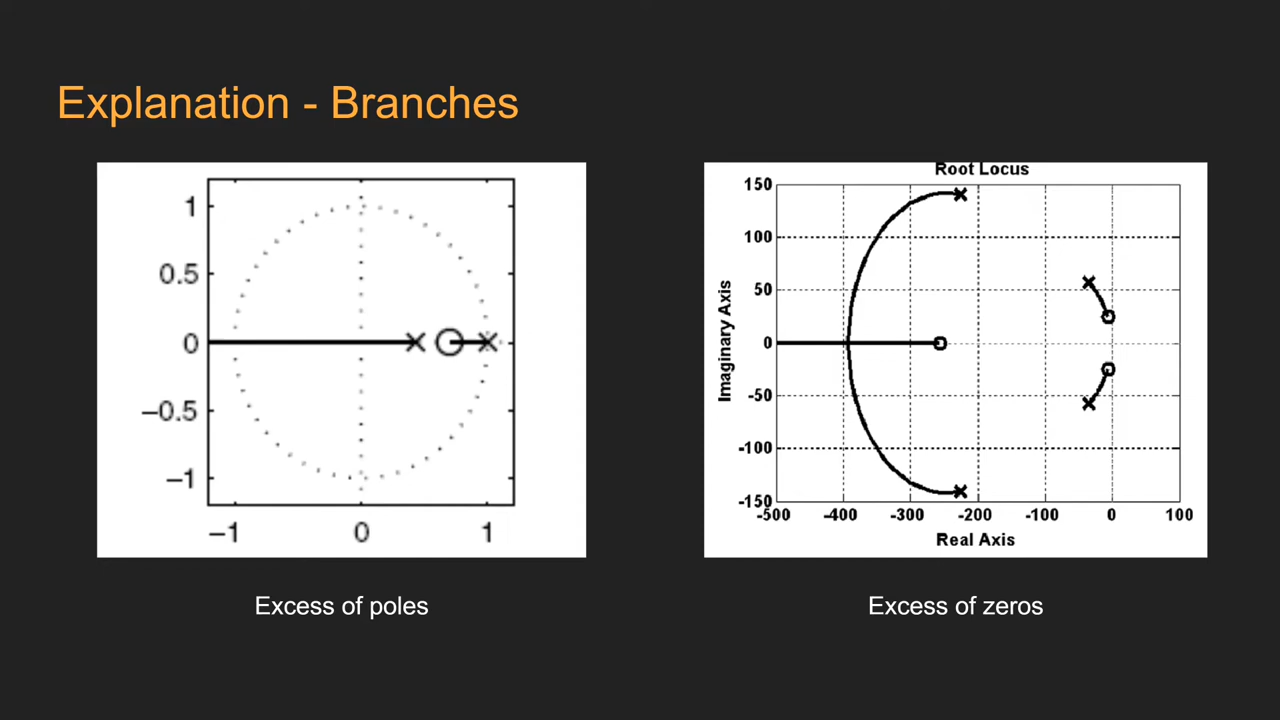 Explanation - Branches
1
0.5
0
−0.5
−1
−1 0 1
Excess of poles
Root Locus
Imaginary Axis
150
100
50
0
-50
-100
-150
-500 -400 -300 -200 -100 0 100
Real Axis
Excess of zeros